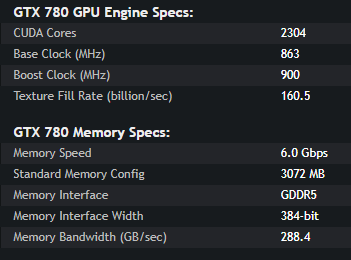 GTX 780 GPU Engine Specs:
CUDA Cores 2304
Base Clock (MHz) 863
Boost Clock (MHz) 900
Texture Fill Rate (billion/sec) 160.5
GTX 780 Memory Specs:
Memory Speed 6.0 Gbps
Standard Memory Config 3072 MB
Memory Interface GDDR5
Memory Interface Width 384-bit
Memory Bandwidth (GB/sec) 288.4